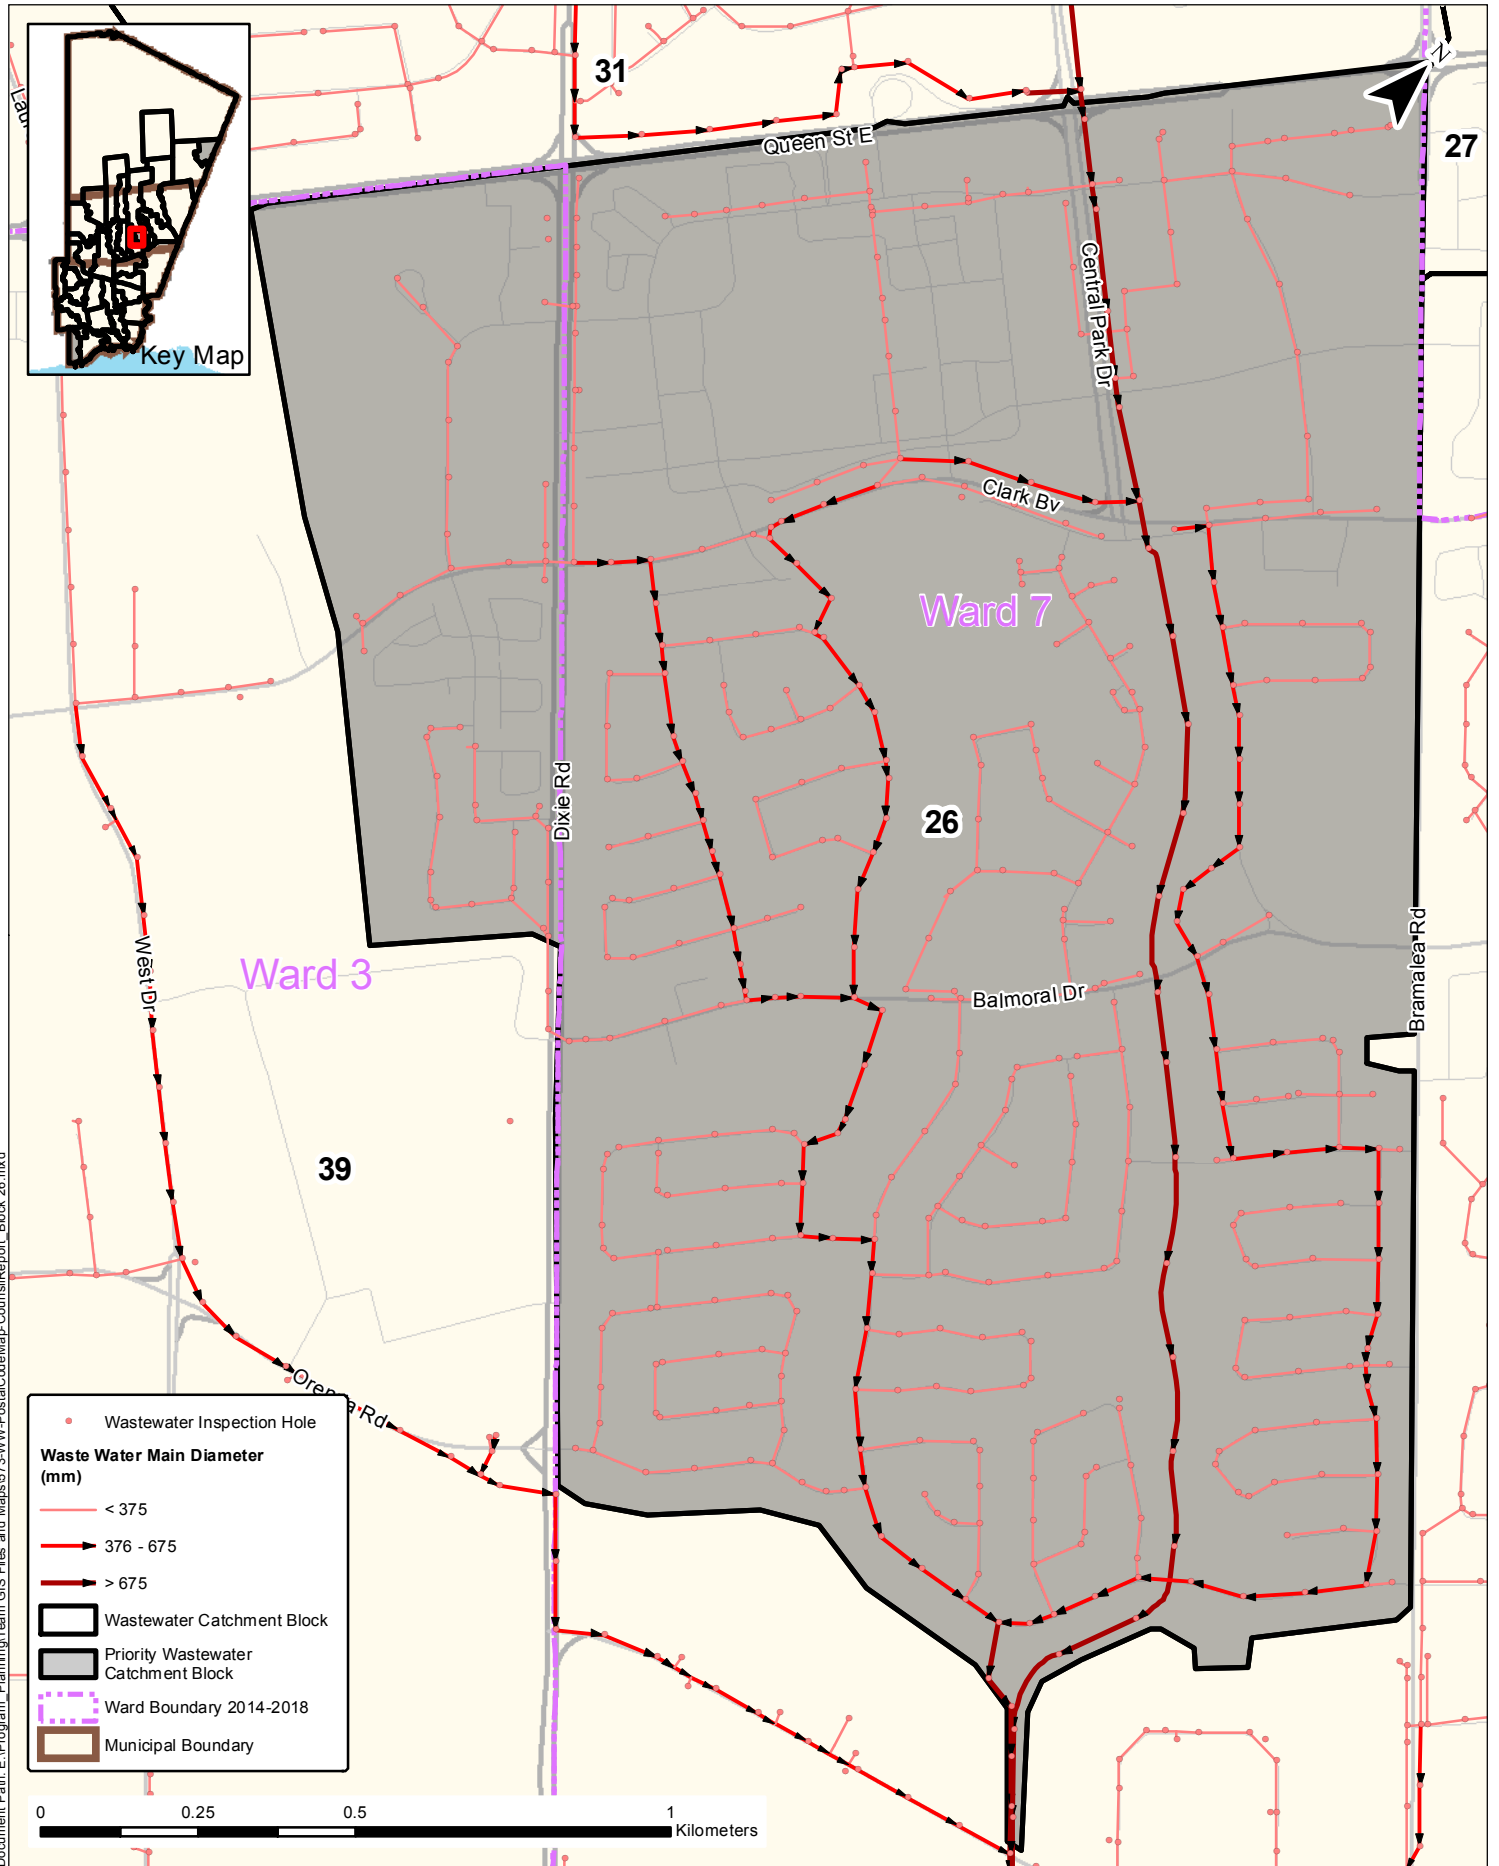 31
27
N
Queen St E
Key Map
Central Park Dr
Clark Bv
Ward 7
Dixie Rd
26
Bramalea Rd
West Dr
Ward 3
Balmoral Dr
39
Wastewater Inspection Hole
Waste Water Main Diameter
(mm)
< 375
376 - 675
> 675
Wastewater Catchment Block
Priority Wastewater
Catchment Block
Ward Boundary 2014-2018
Municipal Boundary
0 0.25 0.5 1
Kilometers